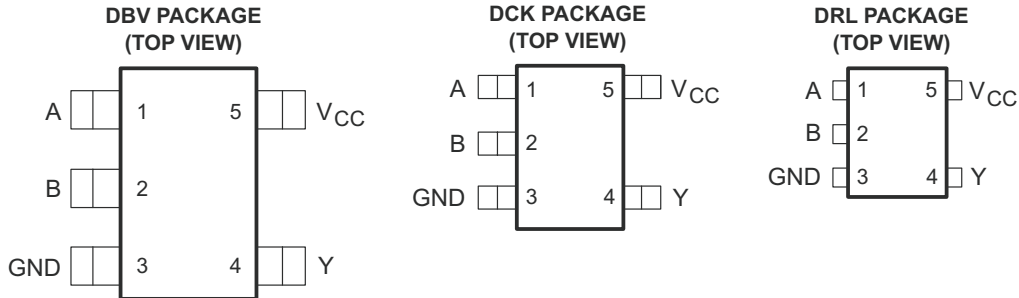 DBV PACKAGE
(TOP VIEW)
A 1 5 VCC
B 2
GND 3 4 Y
DCK PACKAGE
(TOP VIEW)
A 1 5 VCC
B 2
GND 3 4 Y
DRL PACKAGE
(TOP VIEW)
A 1 5 VCC
B 2
GND 3 4 Y